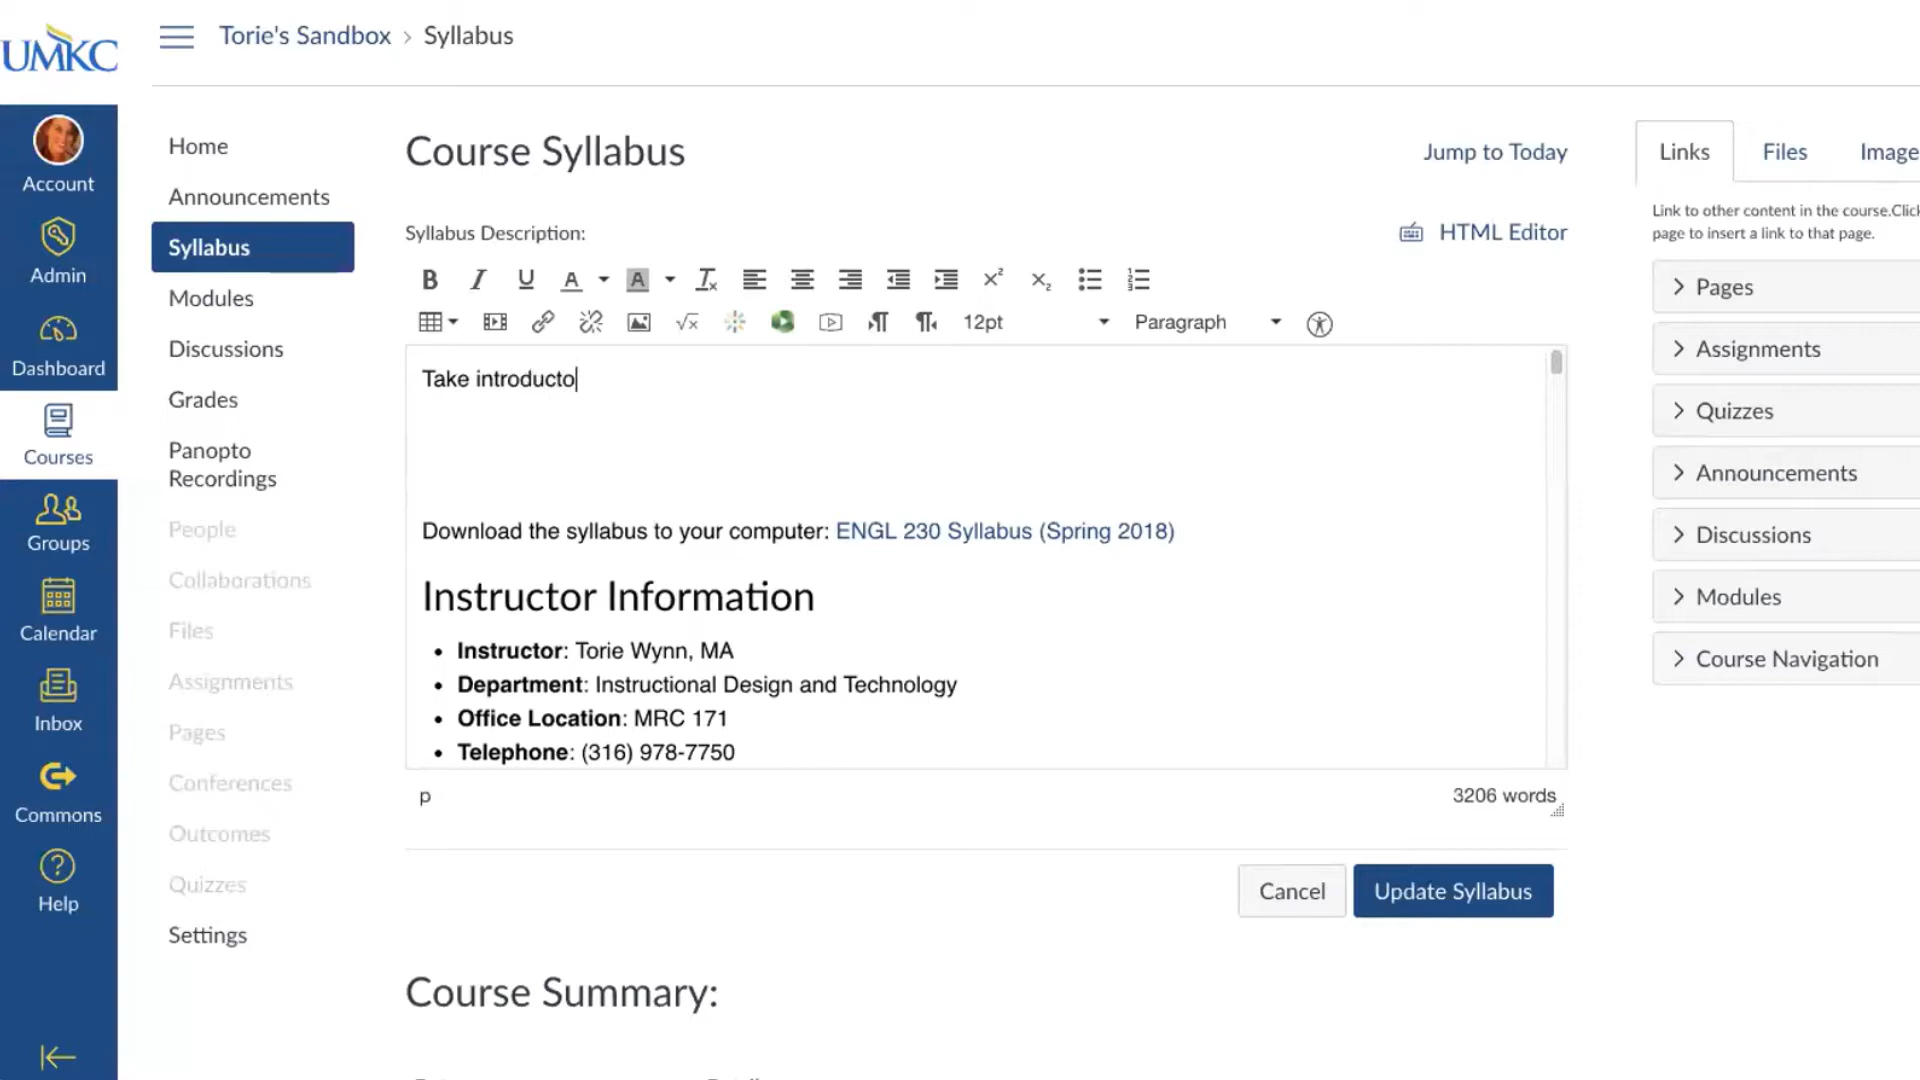 UMKC
Torie's Sandbox › Syllabus
Account
Admin
Dashboard
Courses
Groups
Calendar
Inbox
Commons
Help
Home
Announcements
Syllabus
Modules
Discussions
Grades
Panopto
Recordings
People
Collaborations
Files
Assignments
Pages
Conferences
Outcomes
Quizzes
Settings
Course Syllabus
Jump to Today
Syllabus Description:
HTML Editor
12pt
Paragraph
Take introducto
Download the syllabus to your computer: ENGL 230 Syllabus (Spring 2018)
Instructor Information
• Instructor: Torie Wynn, MA
• Department: Instructional Design and Technology
• Office Location: MRC 171
• Telephone: (316) 978-7750
p
3206 words
Cancel
Update Syllabus
Course Summary:
Links
Files
Image
Link to other content in the course.Click
page to insert a link to that page.
Pages
Assignments
Quizzes
Announcements
Discussions
Modules
Course Navigation